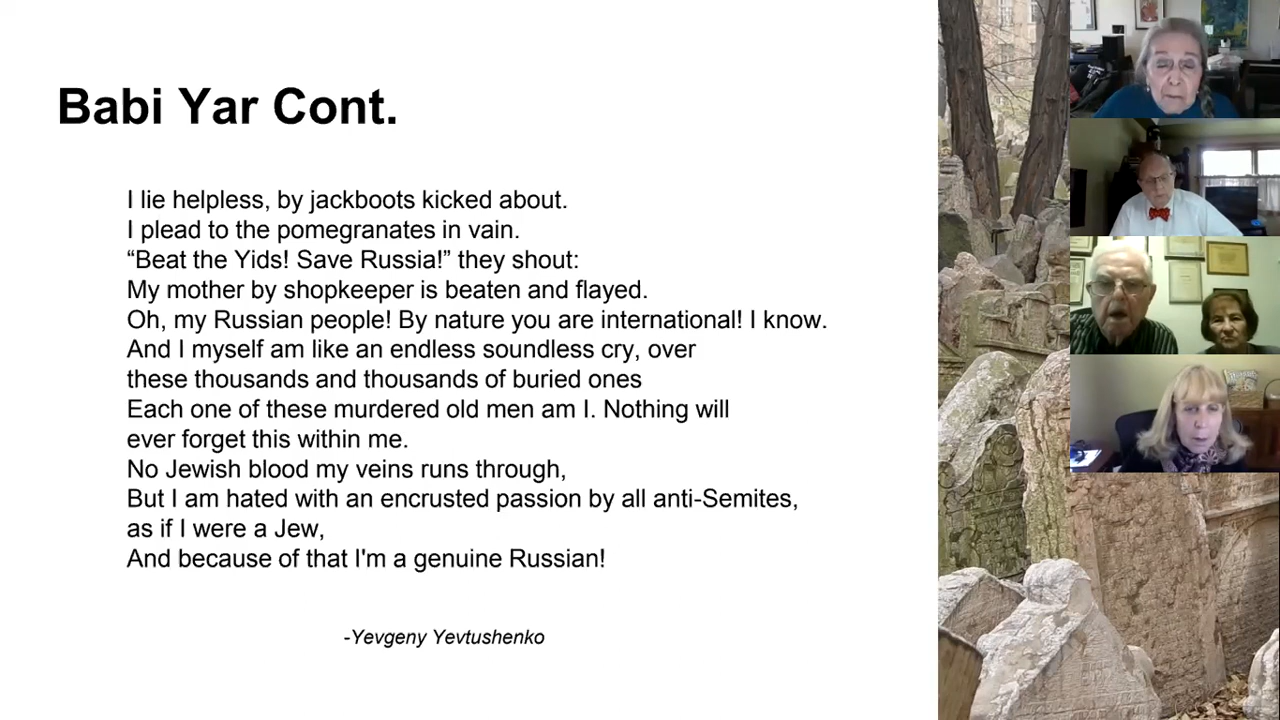 Babi Yar Cont.
I lie helpless, by jackboots kicked about.
I plead to the pomegranates in vain.
“Beat the Yids! Save Russia!” they shout:
My mother by shopkeeper is beaten and flayed.
Oh, my Russian people! By nature you are international! I know.
And I myself am like an endless soundless cry, over
these thousands and thousands of buried ones
Each one of these murdered old men am I. Nothing will
ever forget this within me.
No Jewish blood my veins runs through,
But I am hated with an encrusted passion by all anti-Semites,
as if I were a Jew,
And because of that I'm a genuine Russian!
-Yevgeny Yevtushenko